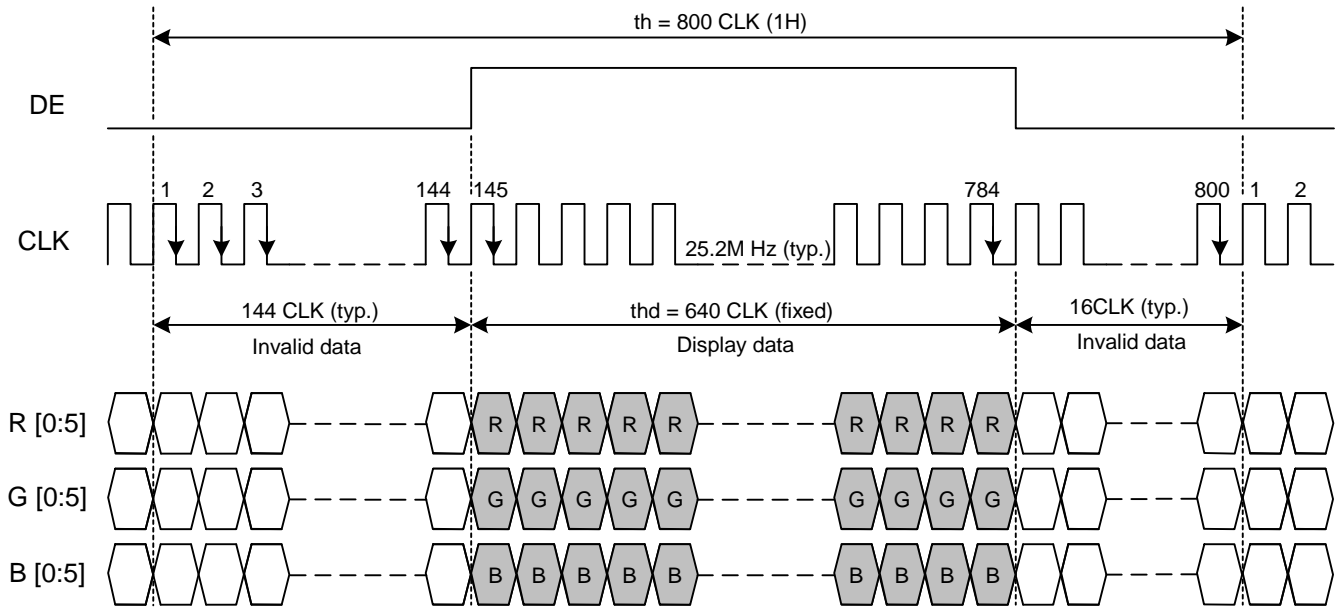 th = 800 CLK (1H)
DE
1 2 3 144 145 784 800 1 2
CLK
25.2M Hz (typ.)
144 CLK (typ.) thd = 640 CLK (fixed) 16CLK (typ.)
Invalid data Display data Invalid data
R [0:5] R R R R R R R R R
G [0:5] G G G G G G G G G
B [0:5] B B B B B B B B B